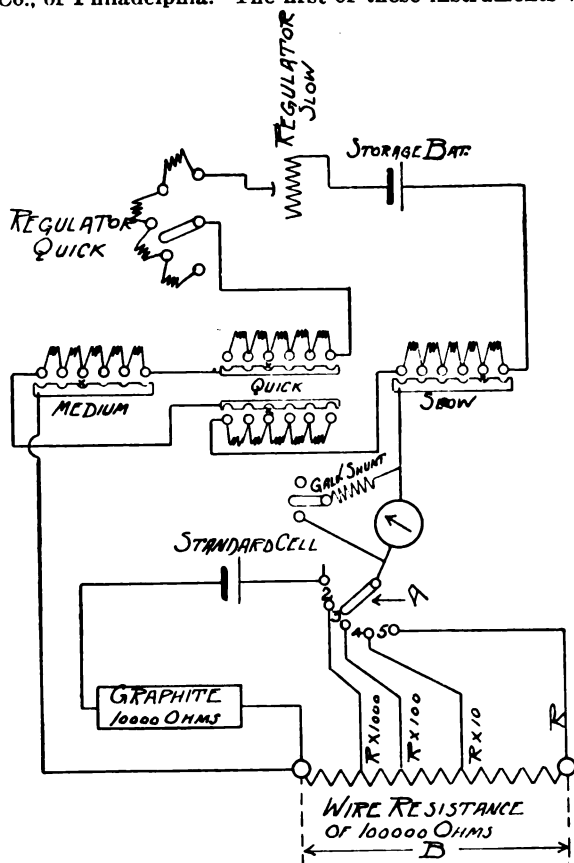 Co., of Philadelphia. The first of these instruments
REGULATOR
SLOW
STORAGE BAT.
REGULATOR
QUICK
MEDIUM
QUICK
SLOW
GALV. SHUNT
STANDARD CELL
A
2
3
4
5
GRAPHITE
10000 OHMS
R X 1000
R X 100
R X 10
R
WIRE RESISTANCE
OF 100000 OHMS
B